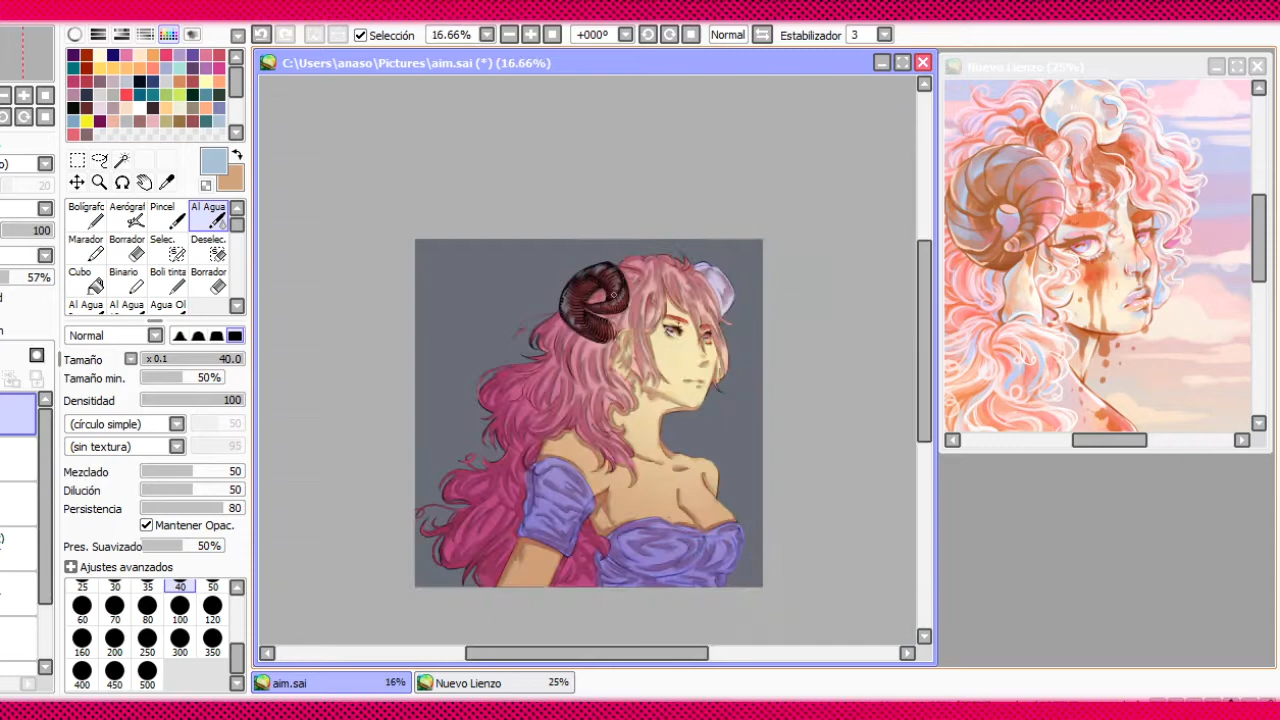 Selección 16.66% +000º Normal Estabilizador 3
C:\Users\anaso\Pictures\aim.sai (*) (16.66%)
Nuevo Lienzo (25%)
o)
20
100
57%
Bolígrafo Aerógraf Pincel Al Agua
Marador Borrador Selec. Deselec.
Cubo Binario Boli tinta Borrador
Al Agua Al Agua Agua Ol
Normal
Tamaño x 0.1 40.0
Tamaño min. 50%
Densitidad 100
(círculo simple) 50
(sin textura) 95
Mezclado 50
Dilución 50
Persistencia 80
Mantener Opac.
Pres. Suavizado 50%
Ajustes avanzados
25 30 35 40 50
60 70 80 100 120
160 200 250 300 350
400 450 500
aim.sai 16% Nuevo Lienzo 25%